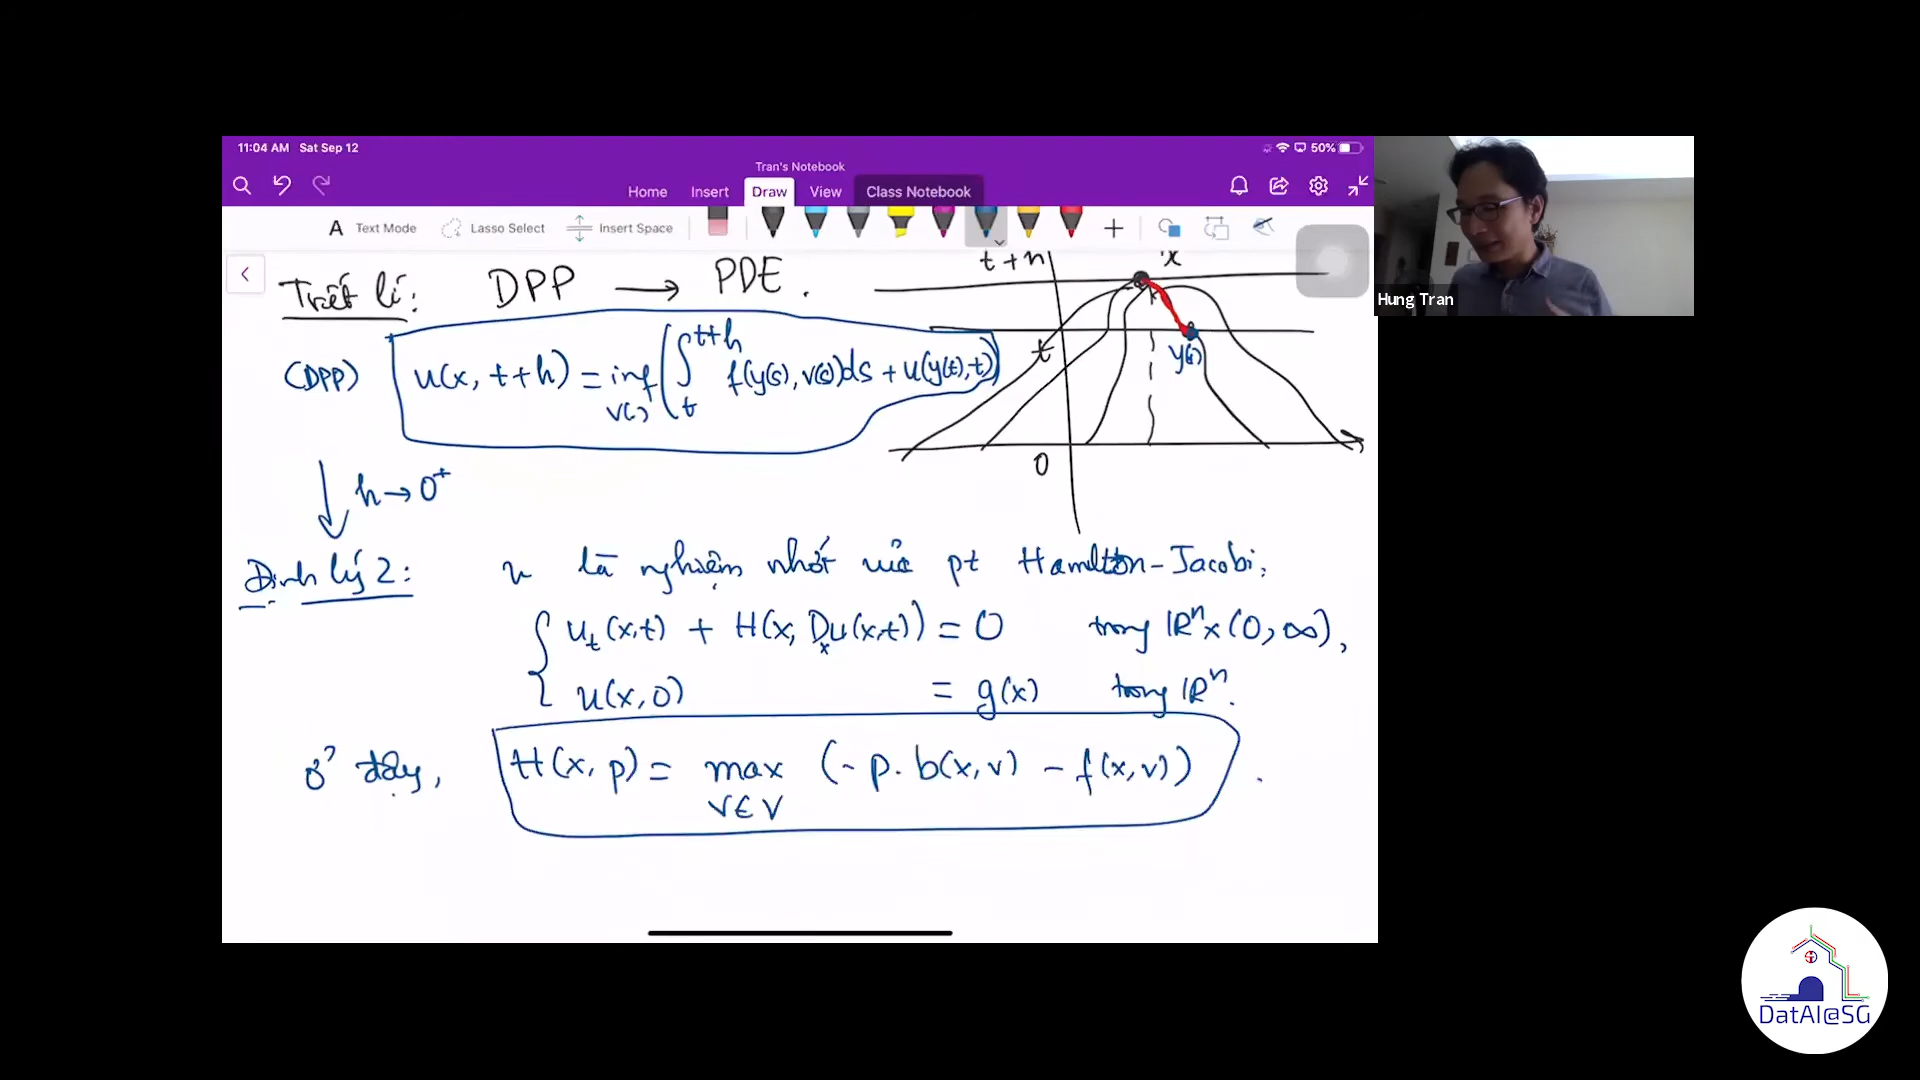 11:04 AM Sat Sep 12
50%
Tran's Notebook
Home Insert Draw View Class Notebook
A Text Mode Lasso Select Insert Space
Hung Tran
Triết lí: DPP → PDE.
t+h x
(DPP) u(x, t+h) = inf_{v(·)} ( ∫_t^{t+h} f(y(s), v(s))ds + u(y(t), t) )
t y(t)
0
↓ h → 0⁺
Định lý 2: u là nghiệm nhớt của pt Hamilton-Jacobi:
{ u_t(x,t) + H(x, D_x u(x,t)) = 0 trong ℝⁿ × (0, ∞),
u(x,0) = g(x) trong ℝⁿ.
ở đây, H(x, p) = max_{v∈V} (-p. b(x,v) - f(x,v)).
DatAI@SG